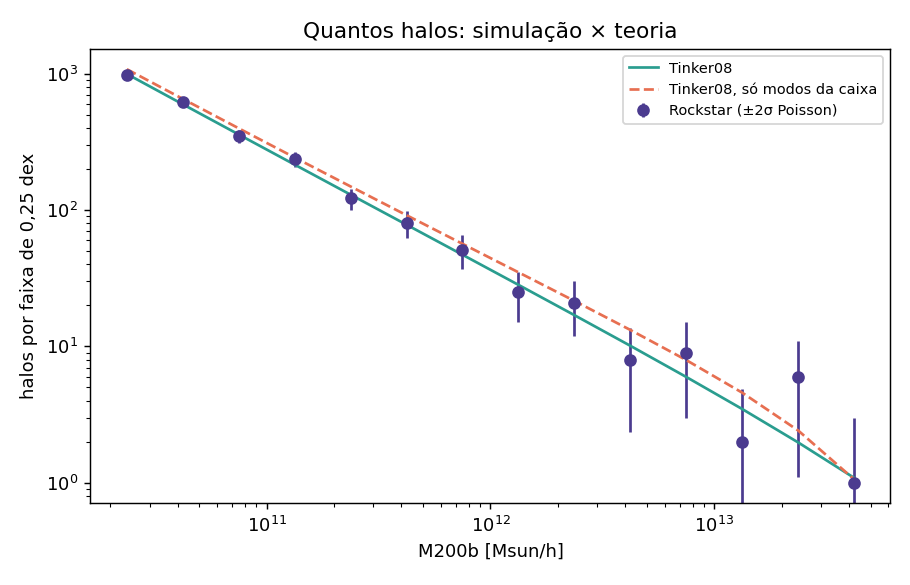 Quantos halos: simulação × teoria
Tinker08
Tinker08, só modos da caixa
Rockstar (±2σ Poisson)
halos por faixa de 0,25 dex
10³
10²
10¹
10⁰
10¹¹
10¹²
10¹³
M200b [Msun/h]